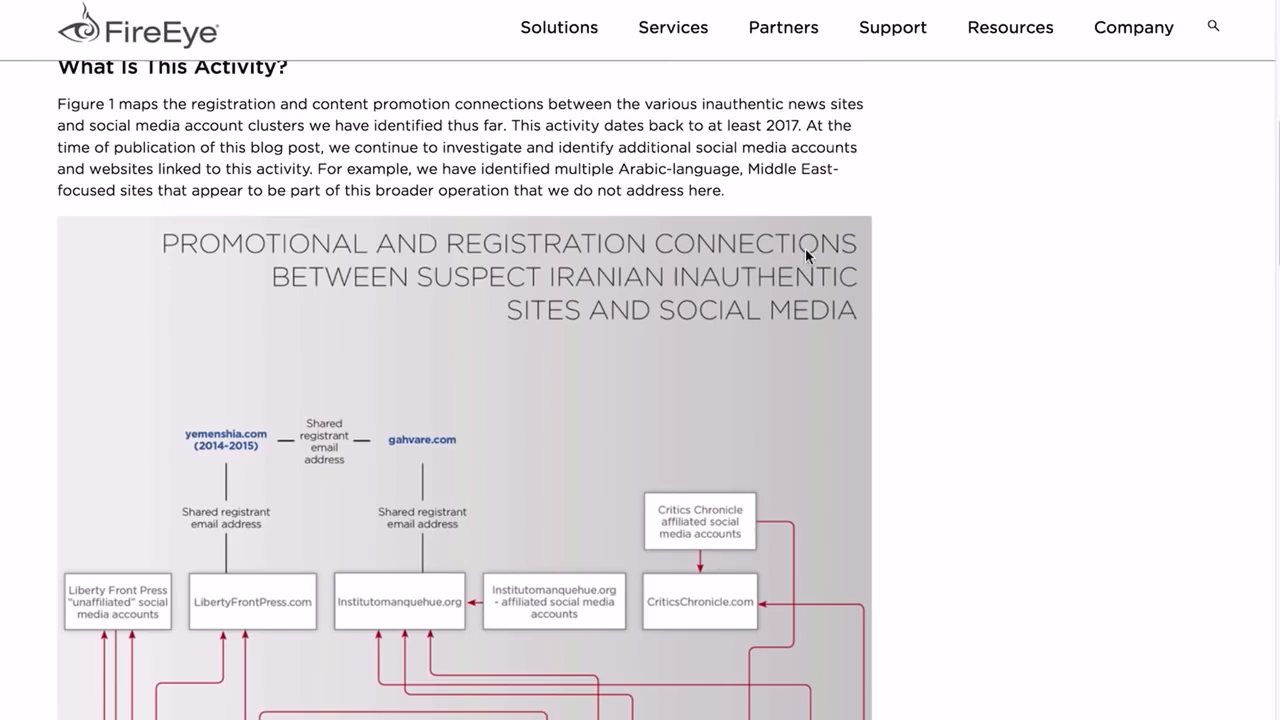 FireEye
Solutions
Services
Partners
Support
Resources
Company
What Is This Activity?
Figure 1 maps the registration and content promotion connections between the various inauthentic news sites
and social media account clusters we have identified thus far. This activity dates back to at least 2017. At the
time of publication of this blog post, we continue to investigate and identify additional social media accounts
and websites linked to this activity. For example, we have identified multiple Arabic-language, Middle East-
focused sites that appear to be part of this broader operation that we do not address here.
PROMOTIONAL AND REGISTRATION CONNECTIONS
BETWEEN SUSPECT IRANIAN INAUTHENTIC
SITES AND SOCIAL MEDIA
yemenshia.com
(2014-2015)
Shared
registrant
email
address
gahvare.com
Shared registrant
email address
Shared registrant
email address
Critics Chronicle
affiliated social
media accounts
Liberty Front Press
"unaffiliated" social
media accounts
LibertyFrontPress.com
Institutomanquehue.org
Institutomanquehue.org
- affiliated social media
accounts
CriticsChronicle.com